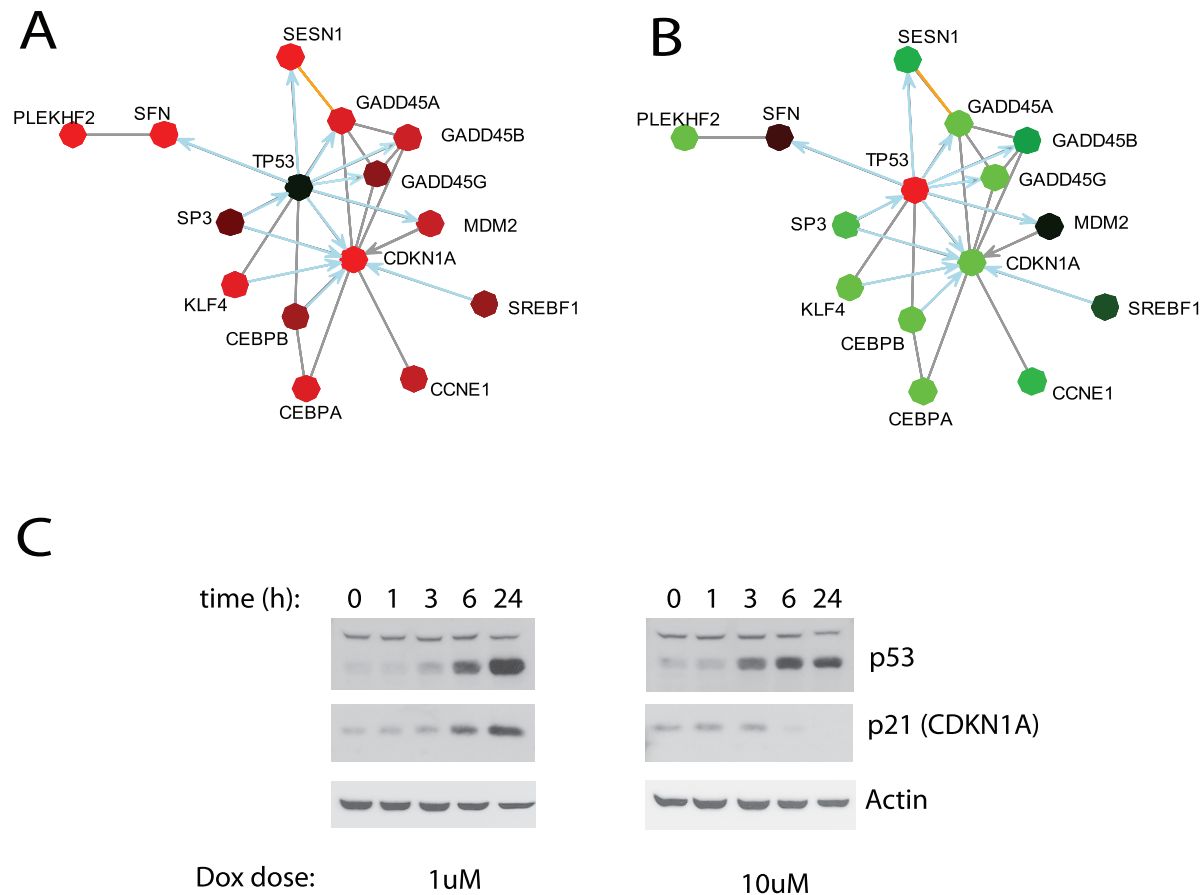 A
SESN1
GADD45A
PLEKHF2
SFN
GADD45B
TP53
GADD45G
SP3
MDM2
CDKN1A
KLF4
SREBF1
CEBPB
CCNE1
CEBPA
B
SESN1
GADD45A
PLEKHF2
SFN
GADD45B
TP53
GADD45G
SP3
MDM2
CDKN1A
KLF4
SREBF1
CEBPB
CCNE1
CEBPA
C
time (h): 0 1 3 6 24 0 1 3 6 24
p53
p21 (CDKN1A)
Actin
Dox dose: 1uM 10uM